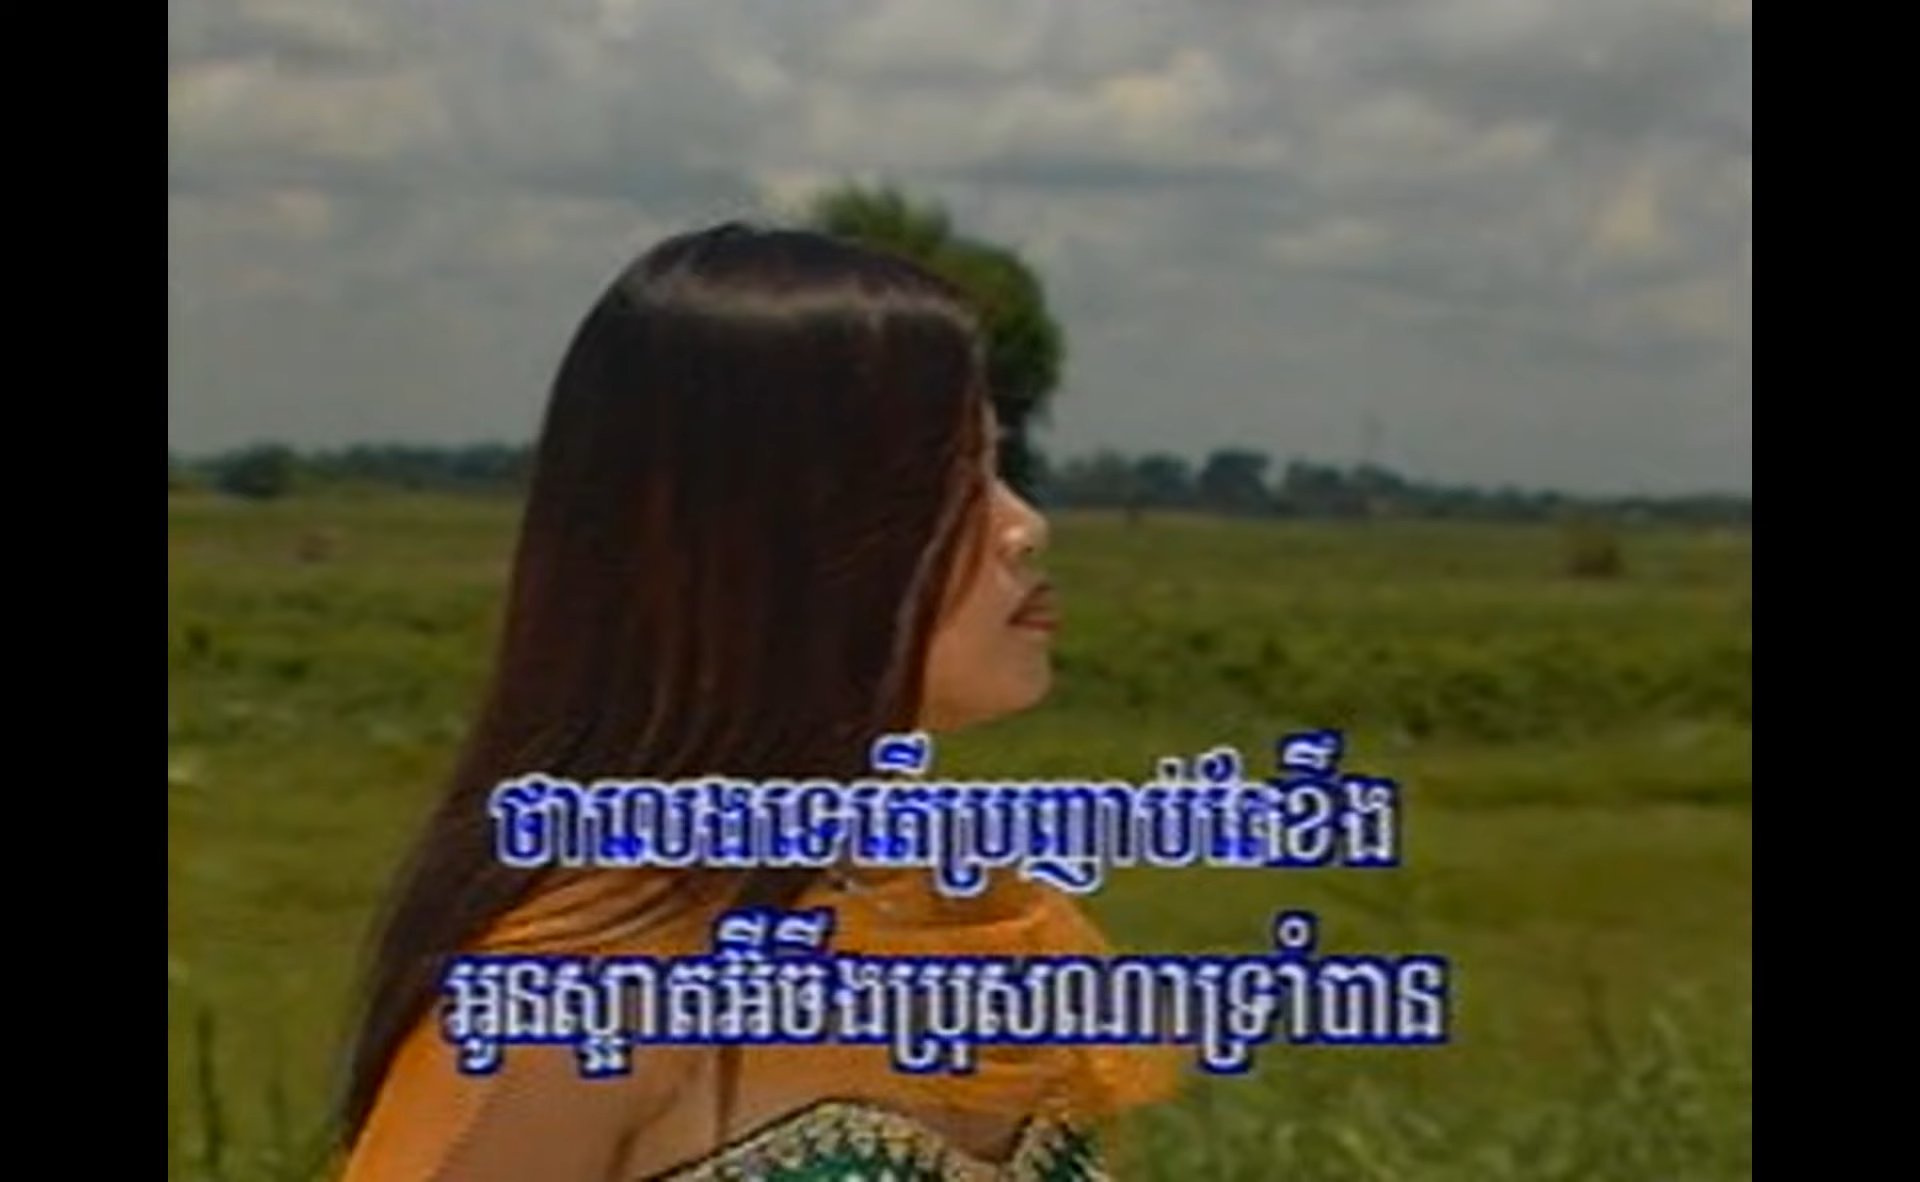 ថាលេងទេតើប្រញាប់តែខឹង
អូនស្អាតអីចឹងប្រុសណាទ្រាំបាន